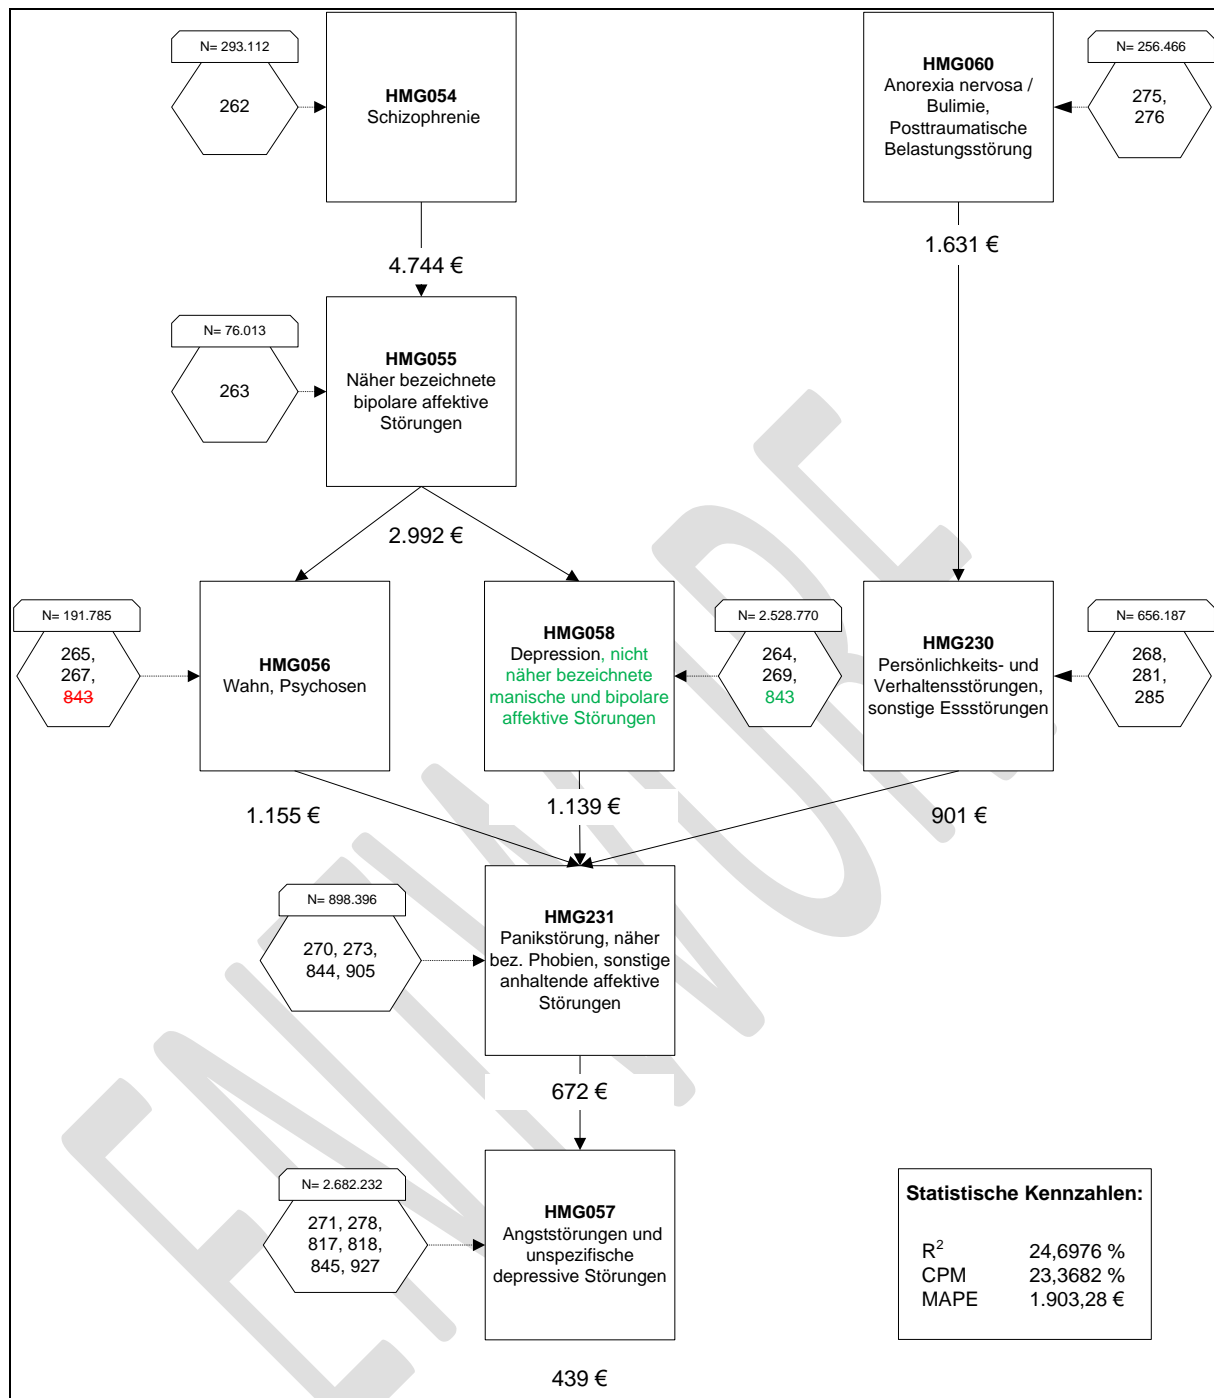 N= 293.112
262
HMG054
Schizophrenie
HMG060
Anorexia nervosa /
Bulimie,
Posttraumatische
Belastungsstörung
N= 256.466
275,
276
4.744 €
1.631 €
N= 76.013
263
HMG055
Näher bezeichnete
bipolare affektive
Störungen
2.992 €
N= 191.785
265,
267,
843
HMG056
Wahn, Psychosen
HMG058
Depression, nicht
näher bezeichnete
manische und bipolare
affektive Störungen
N= 2.528.770
264,
269,
843
HMG230
Persönlichkeits- und
Verhaltensstörungen,
sonstige Essstörungen
N= 656.187
268,
281,
285
1.155 €
1.139 €
901 €
N= 898.396
270, 273,
844, 905
HMG231
Panikstörung, näher
bez. Phobien, sonstige
anhaltende affektive
Störungen
672 €
N= 2.682.232
271, 278,
817, 818,
845, 927
HMG057
Angststörungen und
unspezifische
depressive Störungen
439 €
Statistische Kennzahlen:
R² 24,6976 %
CPM 23,3682 %
MAPE 1.903,28 €
ENTWURF